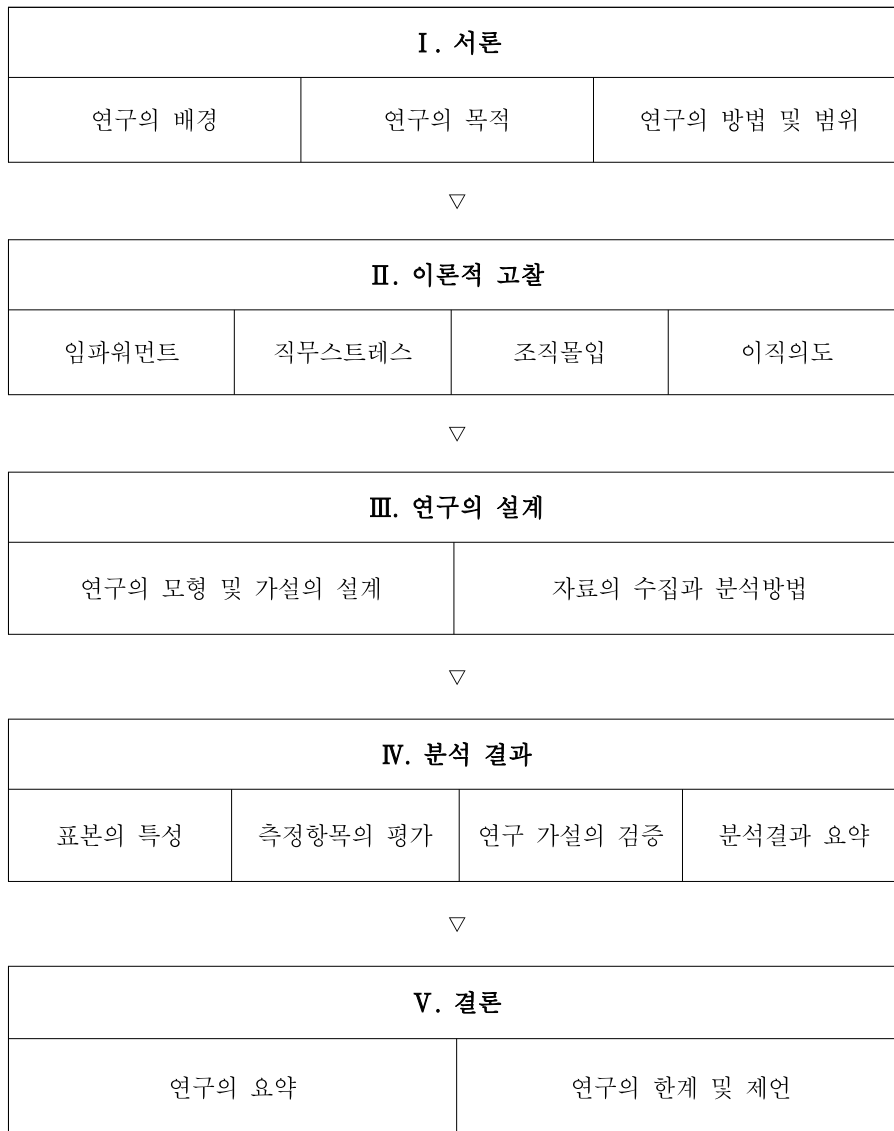 Ⅰ. 서론
연구의 배경 연구의 목적 연구의 방법 및 범위
▽
Ⅱ. 이론적 고찰
임파워먼트 직무스트레스 조직몰입 이직의도
▽
Ⅲ. 연구의 설계
연구의 모형 및 가설의 설계 자료의 수집과 분석방법
▽
Ⅳ. 분석 결과
표본의 특성 측정항목의 평가 연구 가설의 검증 분석결과 요약
▽
Ⅴ. 결론
연구의 요약 연구의 한계 및 제언